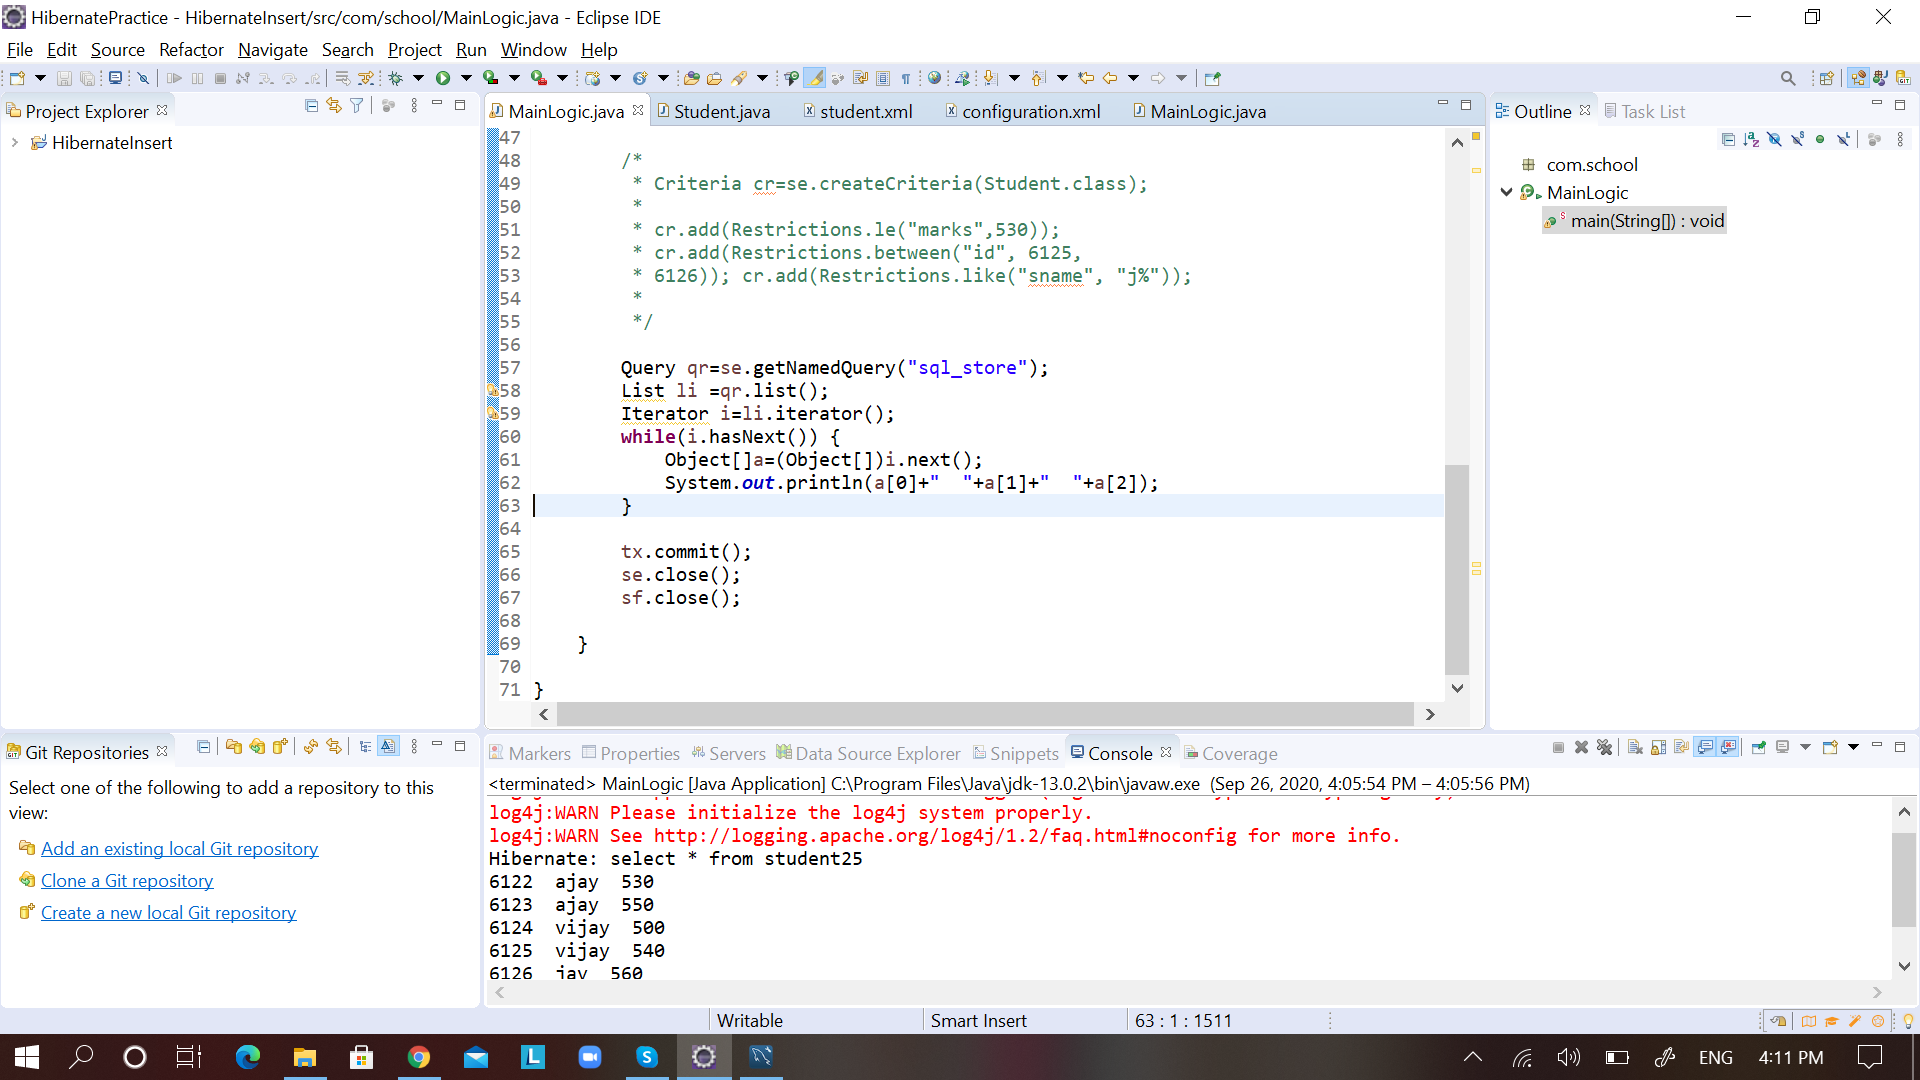 HibernatePractice - HibernateInsert/src/com/school/MainLogic.java - Eclipse IDE
File Edit Source Refactor Navigate Search Project Run Window Help
Project Explorer
HibernateInsert
MainLogic.java Student.java student.xml configuration.xml MainLogic.java
47
48 /*
49 * Criteria cr=se.createCriteria(Student.class);
50 *
51 * cr.add(Restrictions.le("marks",530));
52 * cr.add(Restrictions.between("id", 6125,
53 * 6126)); cr.add(Restrictions.like("sname", "j%"));
54 *
55 */
56
57 Query qr=se.getNamedQuery("sql_store");
58 List li =qr.list();
59 Iterator i=li.iterator();
60 while(i.hasNext()) {
61 Object[]a=(Object[])i.next();
62 System.out.println(a[0]+"  "+a[1]+"  "+a[2]);
63 }
64
65 tx.commit();
66 se.close();
67 sf.close();
68
69 }
70
71 }
Outline Task List
com.school
MainLogic
main(String[]) : void
Git Repositories
Select one of the following to add a repository to this
view:
Add an existing local Git repository
Clone a Git repository
Create a new local Git repository
Markers Properties Servers Data Source Explorer Snippets Console Coverage
<terminated> MainLogic [Java Application] C:\Program Files\Java\jdk-13.0.2\bin\javaw.exe (Sep 26, 2020, 4:05:54 PM – 4:05:56 PM)
log4j:WARN Please initialize the log4j system properly.
log4j:WARN See http://logging.apache.org/log4j/1.2/faq.html#noconfig for more info.
Hibernate: select * from student25
6122  ajay  530
6123  ajay  550
6124  vijay  500
6125  vijay  540
6126  jay  560
Writable Smart Insert 63 : 1 : 1511
ENG 4:11 PM